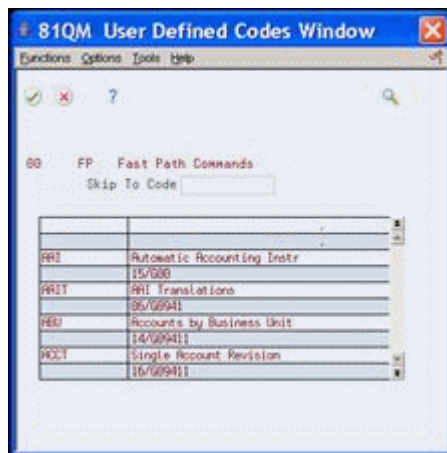 81QM User Defined Codes Window
Functions Options Tools Help
?
00 FP Fast Path Commands
Skip To Code
AAI Automatic Accounting Instr
15/G00
AAIT AAI Translations
06/G0941
ABU Accounts by Business Unit
14/G09411
ACCT Single Account Revision
16/G09411